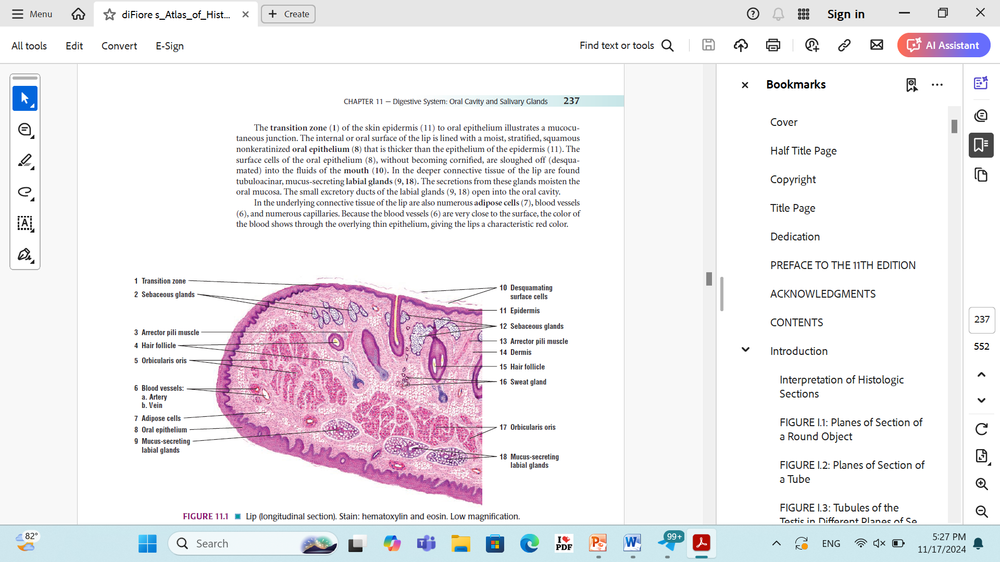 Menu
diFiore s_Atlas_of_Hist...
Create
Sign in
All tools
Edit
Convert
E-Sign
Find text or tools
AI Assistant
CHAPTER 11 — Digestive System: Oral Cavity and Salivary Glands 237
The transition zone (1) of the skin epidermis (11) to oral epithelium illustrates a mucocu-
taneous junction. The internal or oral surface of the lip is lined with a moist, stratified, squamous
nonkeratinized oral epithelium (8) that is thicker than the epithelium of the epidermis (11). The
surface cells of the oral epithelium (8), without becoming cornified, are sloughed off (desqua-
mated) into the fluids of the mouth (10). In the deeper connective tissue of the lip are found
tubuloacinar, mucus-secreting labial glands (9, 18). The secretions from these glands moisten the
oral mucosa. The small excretory ducts of the labial glands (9, 18) open into the oral cavity.
In the underlying connective tissue of the lip are also numerous adipose cells (7), blood vessels
(6), and numerous capillaries. Because the blood vessels (6) are very close to the surface, the color of
the blood shows through the overlying thin epithelium, giving the lips a characteristic red color.
1 Transition zone
2 Sebaceous glands
3 Arrector pili muscle
4 Hair follicle
5 Orbicularis oris
6 Blood vessels:
a. Artery
b. Vein
7 Adipose cells
8 Oral epithelium
9 Mucus-secreting
labial glands
10 Desquamating
surface cells
11 Epidermis
12 Sebaceous glands
13 Arrector pili muscle
14 Dermis
15 Hair follicle
16 Sweat gland
17 Orbicularis oris
18 Mucus-secreting
labial glands
FIGURE 11.1 Lip (longitudinal section). Stain: hematoxylin and eosin. Low magnification.
Bookmarks
Cover
Half Title Page
Copyright
Title Page
Dedication
PREFACE TO THE 11TH EDITION
ACKNOWLEDGMENTS
CONTENTS
Introduction
Interpretation of Histologic
Sections
FIGURE I.1: Planes of Section of
a Round Object
FIGURE I.2: Planes of Section of
a Tube
FIGURE I.3: Tubules of the
Testis in Different Planes of Se
237
552
82°
Search
I
PDF
99+
ENG
5:27 PM
11/17/2024